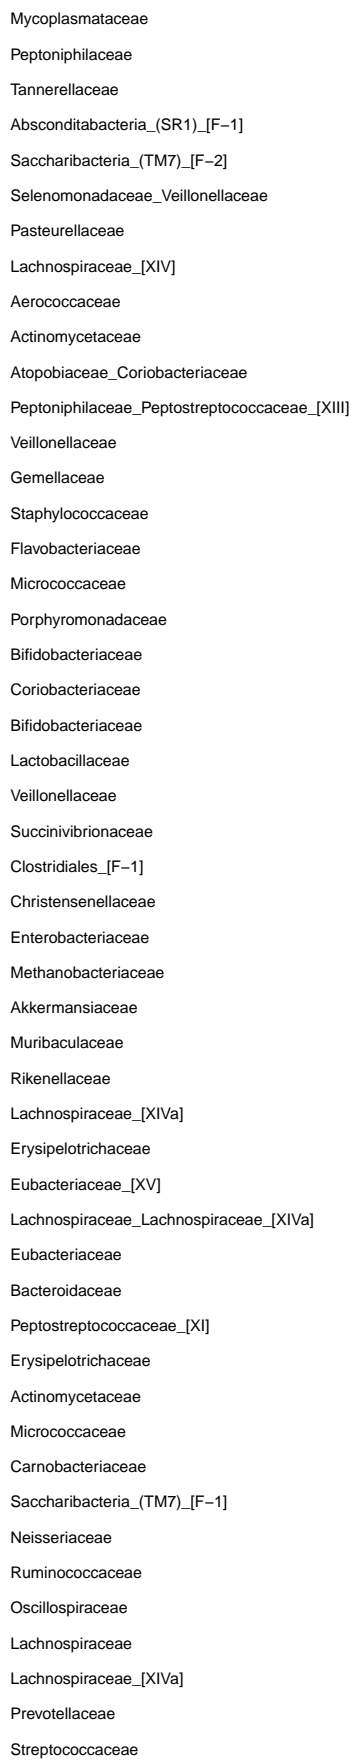 Mycoplasmataceae
Peptoniphilaceae
Tannerellaceae
Absconditabacteria_(SR1)_[F−1]
Saccharibacteria_(TM7)_[F−2]
Selenomonadaceae_Veillonellaceae
Pasteurellaceae
Lachnospiraceae_[XIV]
Aerococcaceae
Actinomycetaceae
Atopobiaceae_Coriobacteriaceae
Peptoniphilaceae_Peptostreptococcaceae_[XIII]
Veillonellaceae
Gemellaceae
Staphylococcaceae
Flavobacteriaceae
Micrococcaceae
Porphyromonadaceae
Bifidobacteriaceae
Coriobacteriaceae
Bifidobacteriaceae
Lactobacillaceae
Veillonellaceae
Succinivibrionaceae
Clostridiales_[F−1]
Christensenellaceae
Enterobacteriaceae
Methanobacteriaceae
Akkermansiaceae
Muribaculaceae
Rikenellaceae
Lachnospiraceae_[XIVa]
Erysipelotrichaceae
Eubacteriaceae_[XV]
Lachnospiraceae_Lachnospiraceae_[XIVa]
Eubacteriaceae
Bacteroidaceae
Peptostreptococcaceae_[XI]
Erysipelotrichaceae
Actinomycetaceae
Micrococcaceae
Carnobacteriaceae
Saccharibacteria_(TM7)_[F−1]
Neisseriaceae
Ruminococcaceae
Oscillospiraceae
Lachnospiraceae
Lachnospiraceae_[XIVa]
Prevotellaceae
Streptococcaceae